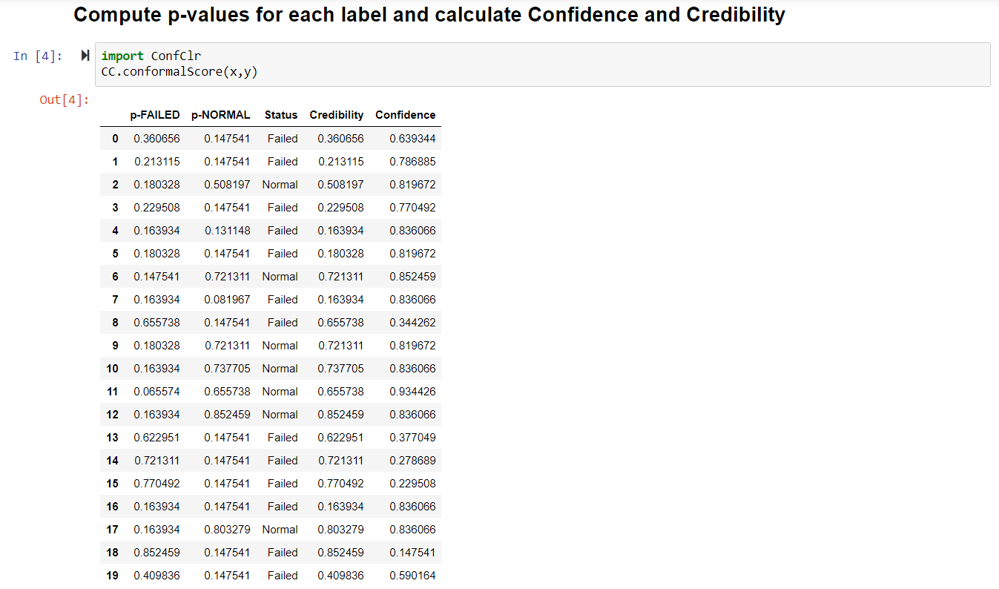 Compute p-values for each label and calculate Confidence and Credibility
In [4]: import ConfClr
CC.conformalScore(x,y)
Out[4]:
p-FAILED p-NORMAL Status Credibility Confidence
0 0.360656 0.147541 Failed 0.360656 0.639344
1 0.213115 0.147541 Failed 0.213115 0.786885
2 0.180328 0.508197 Normal 0.508197 0.819672
3 0.229508 0.147541 Failed 0.229508 0.770492
4 0.163934 0.131148 Failed 0.163934 0.836066
5 0.180328 0.147541 Failed 0.180328 0.819672
6 0.147541 0.721311 Normal 0.721311 0.852459
7 0.163934 0.081967 Failed 0.163934 0.836066
8 0.655738 0.147541 Failed 0.655738 0.344262
9 0.180328 0.721311 Normal 0.721311 0.819672
10 0.163934 0.737705 Normal 0.737705 0.836066
11 0.065574 0.655738 Normal 0.655738 0.934426
12 0.163934 0.852459 Normal 0.852459 0.836066
13 0.622951 0.147541 Failed 0.622951 0.377049
14 0.721311 0.147541 Failed 0.721311 0.278689
15 0.770492 0.147541 Failed 0.770492 0.229508
16 0.163934 0.147541 Failed 0.163934 0.836066
17 0.163934 0.803279 Normal 0.803279 0.836066
18 0.852459 0.147541 Failed 0.852459 0.147541
19 0.409836 0.147541 Failed 0.409836 0.590164